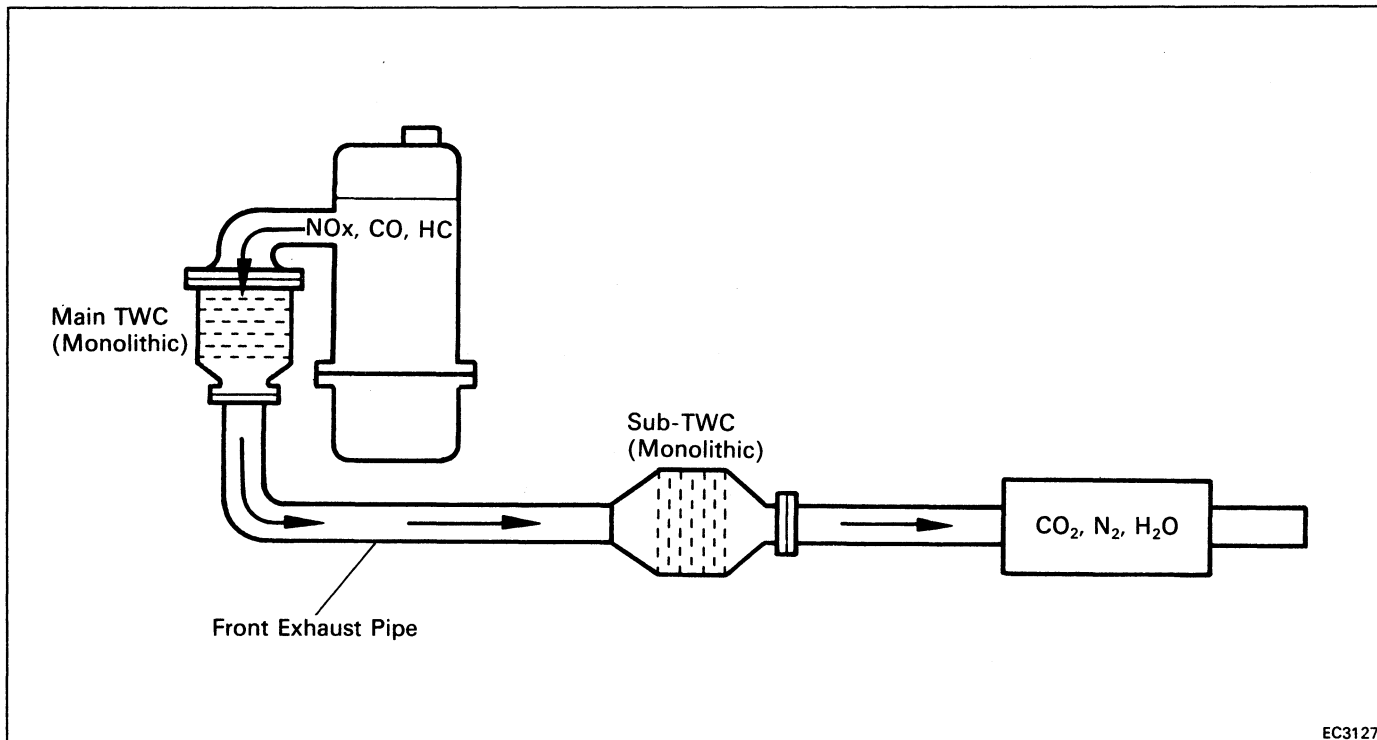 NOx, CO, HC
Main TWC
(Monolithic)
Sub-TWC
(Monolithic)
CO₂, N₂, H₂O
Front Exhaust Pipe
EC3127